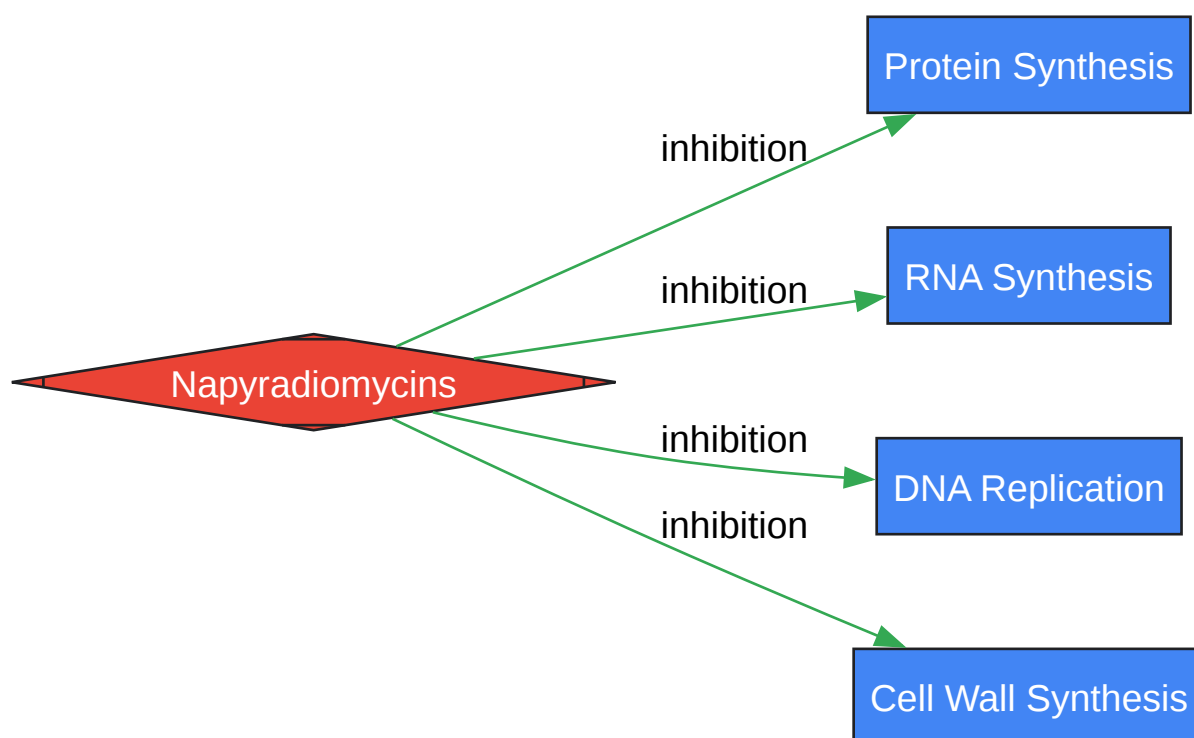 Protein Synthesis
inhibition
RNA Synthesis
inhibition
Napyradiomycins
inhibition
DNA Replication
inhibition
Cell Wall Synthesis